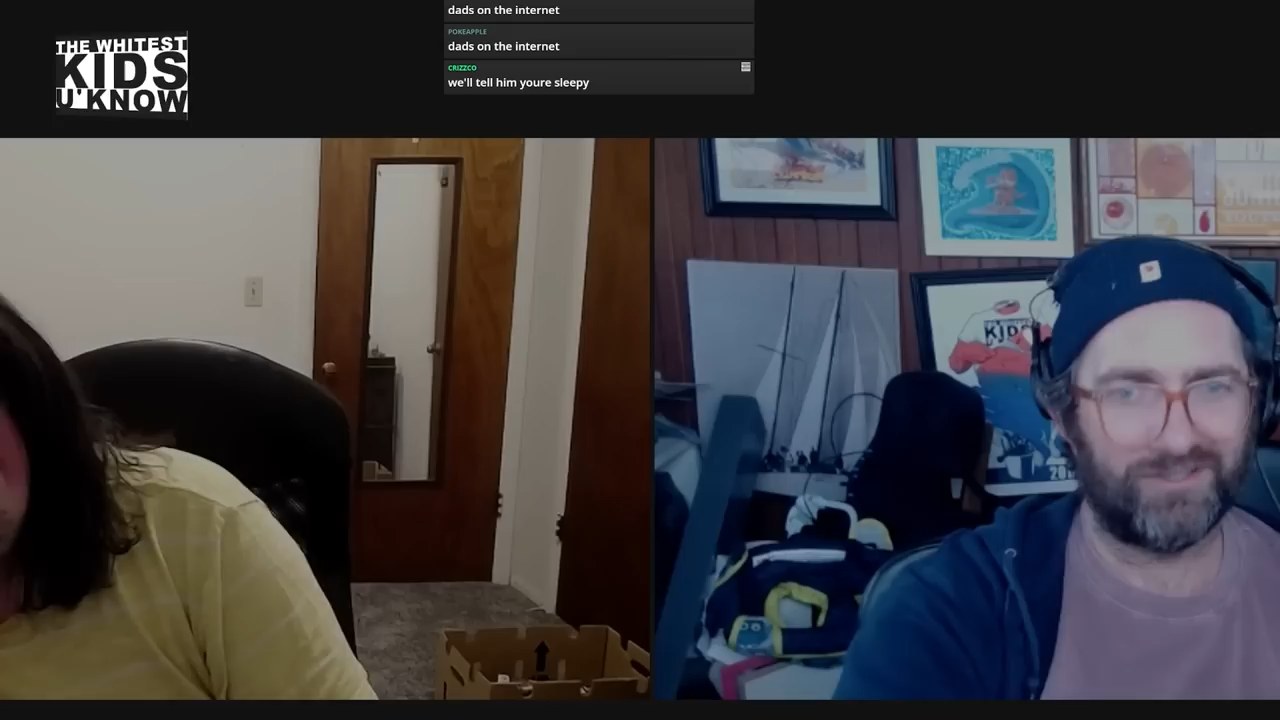 THE WHITEST
KIDS
U'KNOW
dads on the internet
POKEAPPLE
dads on the internet
CRIZZCO
we'll tell him youre sleepy
KIDS